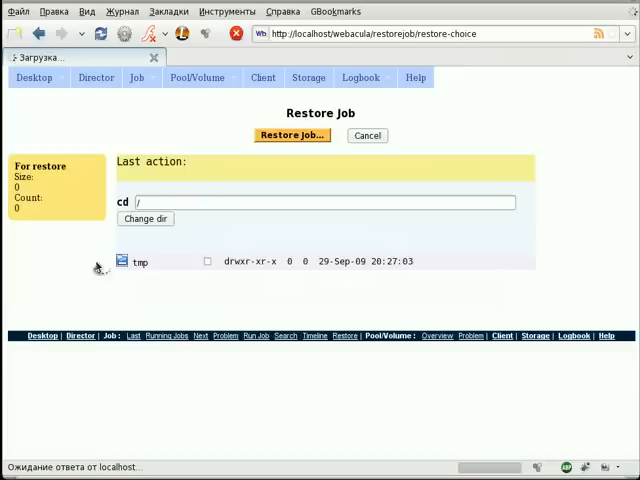 Файл Правка Вид Журнал Закладки Инструменты Справка GBookmarks
Wb http://localhost/webacula/restorejob/restore-choice
Загрузка...
Desktop Director Job Pool/Volume Client Storage Logbook Help
Restore Job
Restore Job... Cancel
For restore
Size:
0
Count:
0
Last action:
cd /
Change dir
tmp drwxr-xr-x 0 0 29-Sep-09 20:27:03
Desktop | Director | Job : Last Running Jobs Next Problem Run Job Search Timeline Restore | Pool/Volume : Overview Problem | Client | Storage | Logbook | Help
Ожидание ответа от localhost...
ABP